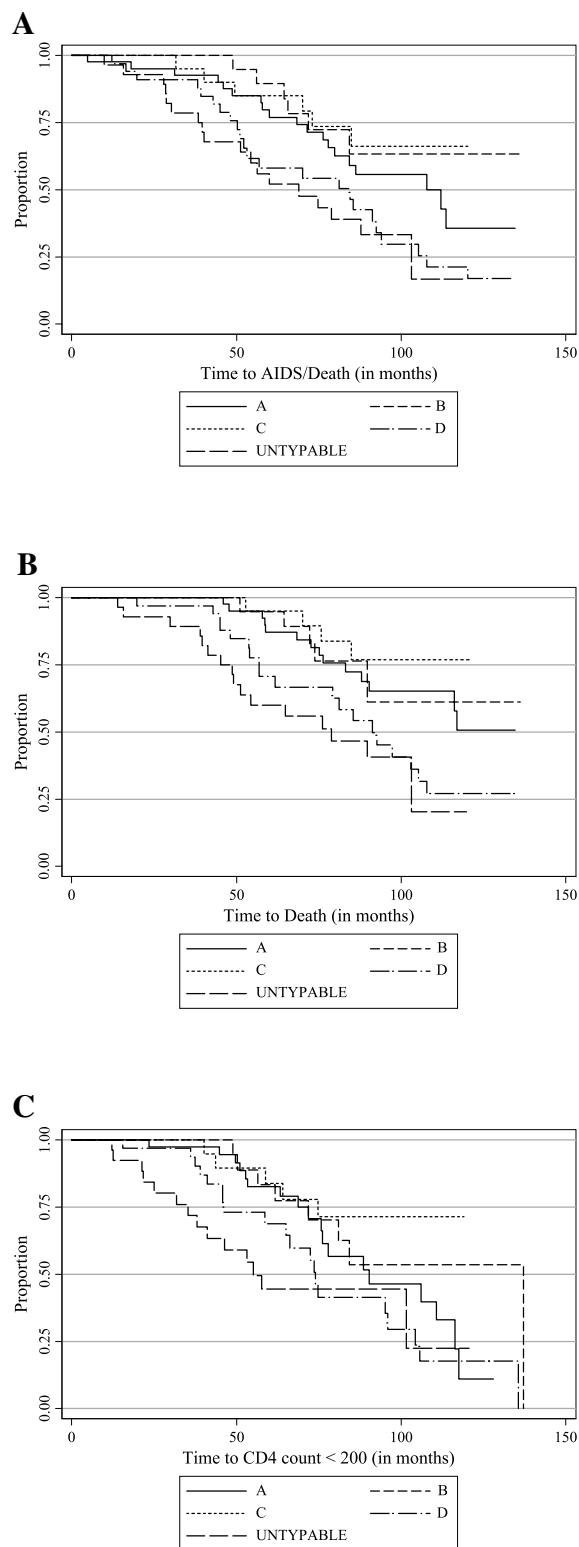 A
1.00
0.75
0.50
0.25
0.00
Proportion
0 50 100 150
Time to AIDS/Death (in months)
A B
C D
UNTYPABLE
B
1.00
0.75
0.50
0.25
0.00
Proportion
0 50 100 150
Time to Death (in months)
A B
C D
UNTYPABLE
C
1.00
0.75
0.50
0.25
0.00
Proportion
0 50 100 150
Time to CD4 count < 200 (in months)
A B
C D
UNTYPABLE